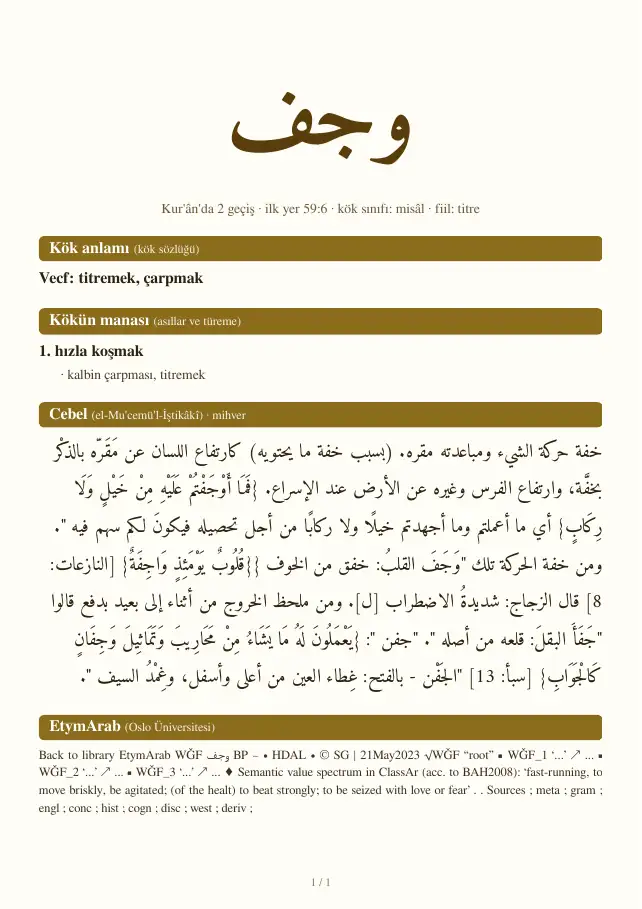 وجف
Kur'ân'da 2 geçiş · ilk yer 59:6 · kök sınıfı: misâl · fiil: titre
Kök anlamı (kök sözlüğü)
Vecf: titremek, çarpmak
Kökün manası (asıllar ve türeme)
1. hızla koşmak
· kalbin çarpması, titremek
Cebel (el-Mu'cemü'l-İştikâkî) · mihver
خفة حركة الشيء ومباعدته مقره. (بسبب خفة ما يحتويه) كارتفاع اللسان عن مَقَرّه بالذكْر
بخفَّة، وارتفاع الفرس وغيره عن الأرض عند الإسراع. {فَمَا أَوْجَفْتُمْ عَلَيْهِ مِنْ خَيْلٍ وَلَا
رِكَابٍ} أي ما أعملتم وما أجهدتم خيلًا ولا ركابًا من أجل تحصيله فيكونَ لكم سهم فيه ".
ومن خفة الحركة تلك "وَجَفَ القلبُ: خفق من الخوف {{قُلُوبٌ يَوْمَئِذٍ وَاجِفَةٌ} [النازعات:
8] قال الزجاج: شديدةُ الاضطراب [ل]. ومن ملحظ الخروج من أثناء إلى بعيد بدفع قالوا
"جَفَأَ البقلَ: قلعه من أصله ". "جفن ": {يَعْمَلُونَ لَهُ مَا يَشَاءُ مِنْ مَحَارِيبَ وَتَمَاثِيلَ وَجِفَانٍ
كَالْجَوَابِ} [سبأ: 13] "الجَفْن - بالفتح: غِطاء العين من أعلى وأسفل، وغِمْدُ السيف ".
EtymArab (Oslo Üniversitesi)
Back to library EtymArab WĞF وجف BP ~ • HDAL • © SG | 21May2023 √WĞF “root” ▪ WĞF_1 ‘...’ ↗ ... ▪
WĞF_2 ‘...’ ↗ ... ▪ WĞF_3 ‘...’ ↗ ... ♦ Semantic value spectrum in ClassAr (acc. to BAH2008): ‘fast-running, to
move briskly, be agitated; (of the healt) to beat strongly; to be seized with love or fear’ . . Sources ; meta ; gram ;
engl ; conc ; hist ; cogn ; disc ; west ; deriv ;
1 / 1